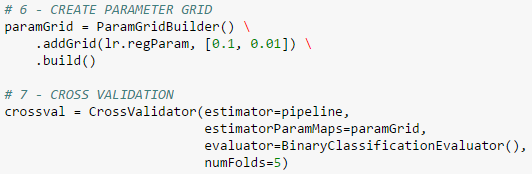 # 6 - CREATE PARAMETER GRID
paramGrid = ParamGridBuilder() \
    .addGrid(lr.regParam, [0.1, 0.01]) \
    .build()

# 7 - CROSS VALIDATION
crossval = CrossValidator(estimator=pipeline,
                          estimatorParamMaps=paramGrid,
                          evaluator=BinaryClassificationEvaluator(),
                          numFolds=5)